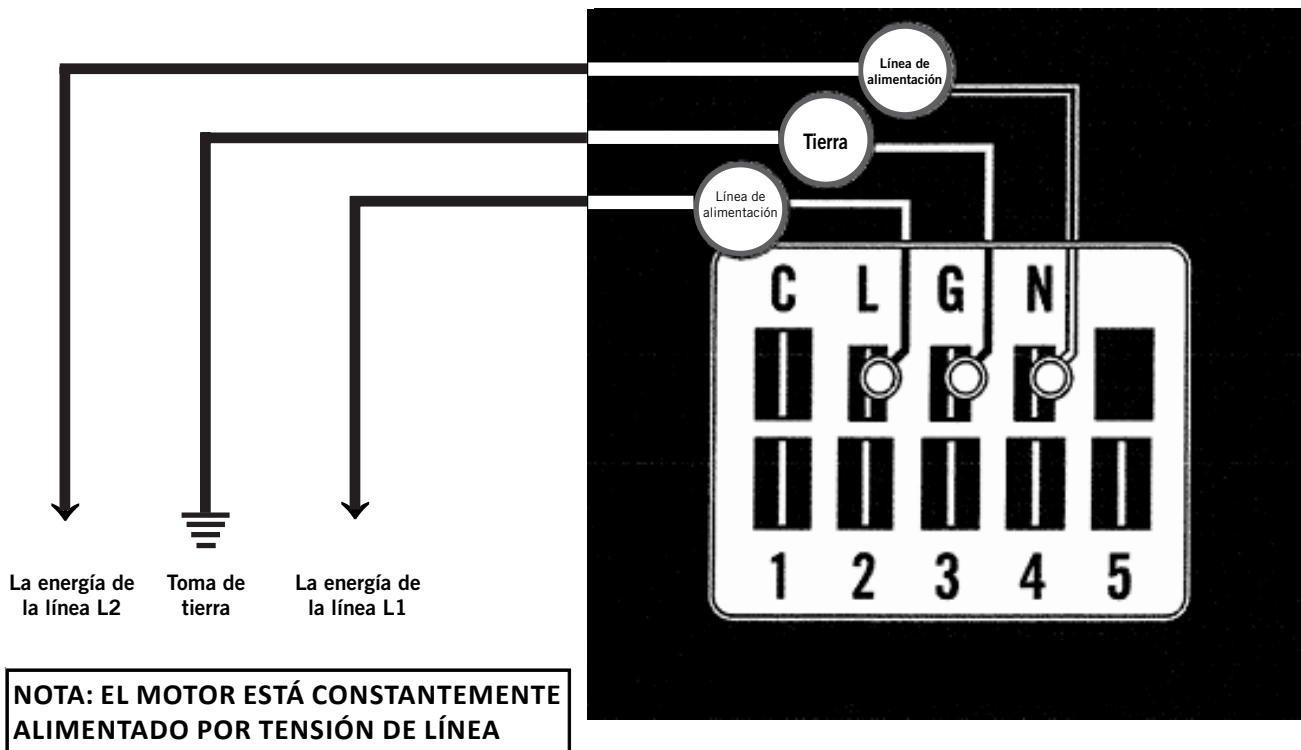 Línea de
alimentación
Tierra
Línea de
alimentación
C L G N
1 2 3 4 5
La energía de
la línea L2
Toma de
tierra
La energía de
la línea L1
NOTA: EL MOTOR ESTÁ CONSTANTEMENTE
ALIMENTADO POR TENSIÓN DE LÍNEA